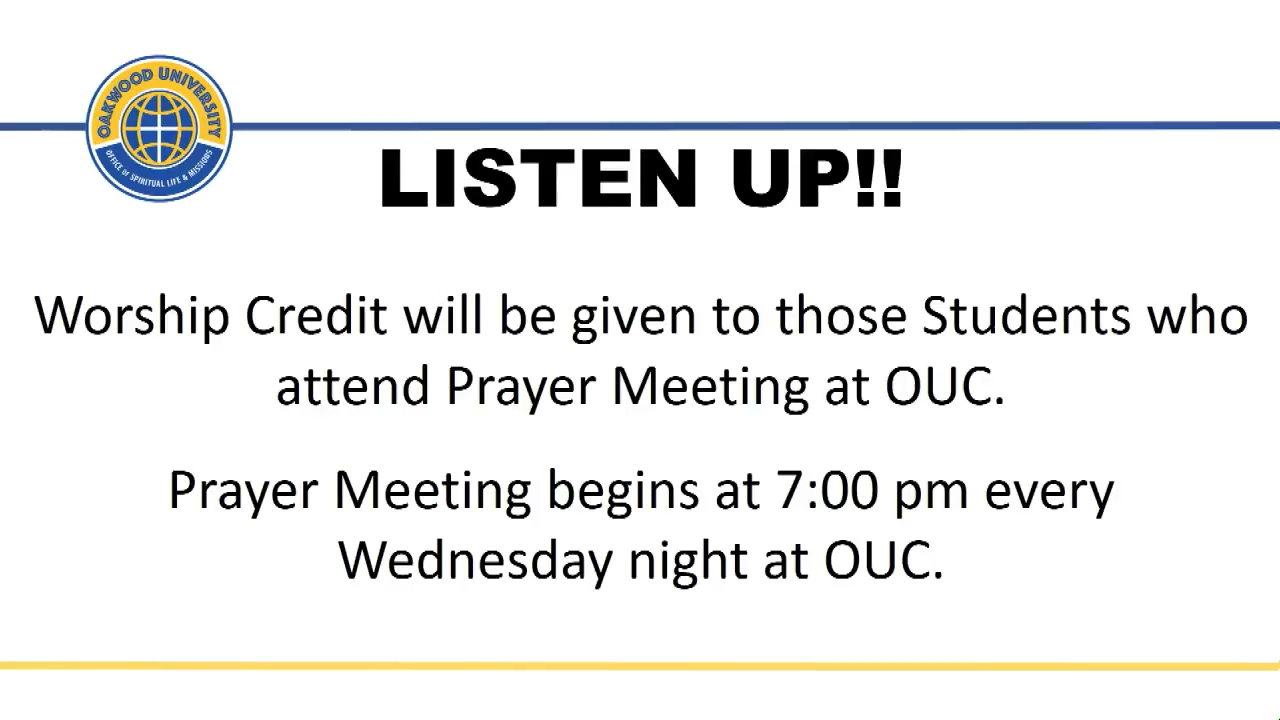 OAKWOOD UNIVERSITY
OFFICE of SPIRITUAL LIFE & MISSIONS
LISTEN UP!!
Worship Credit will be given to those Students who
attend Prayer Meeting at OUC.
Prayer Meeting begins at 7:00 pm every
Wednesday night at OUC.